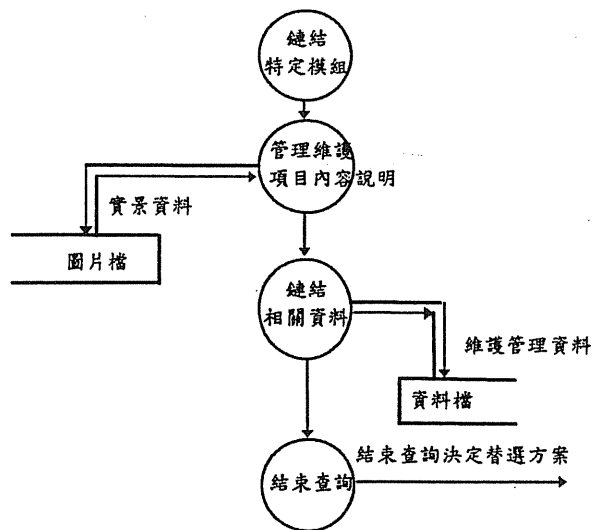 鏈結
特定模組
管理維護
項目內容說明
實景資料
圖片檔
鏈結
相關資料
維護管理資料
資料檔
結束查詢決定替選方案
結束查詢